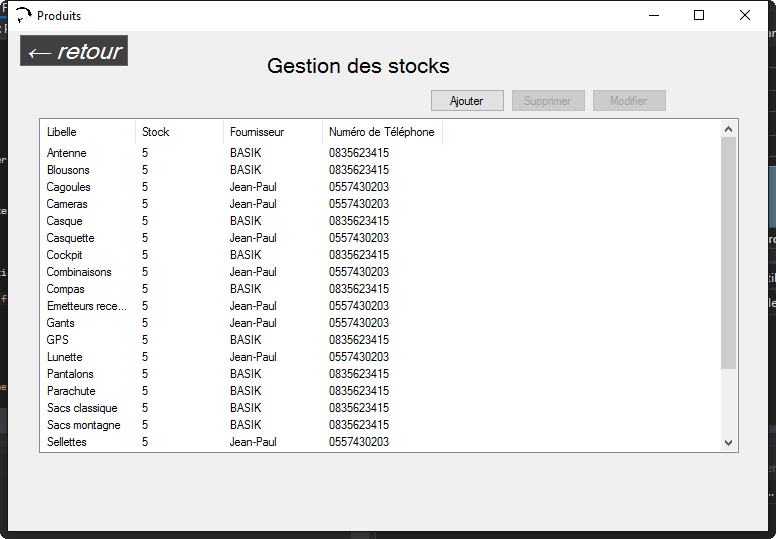 Produits
← retour
Gestion des stocks
Ajouter Supprimer Modifier
Libelle Stock Fournisseur Numéro de Téléphone
Antenne 5 BASIK 0835623415
Blousons 5 BASIK 0835623415
Cagoules 5 Jean-Paul 0557430203
Cameras 5 Jean-Paul 0557430203
Casque 5 BASIK 0835623415
Casquette 5 Jean-Paul 0557430203
Cockpit 5 BASIK 0835623415
Combinaisons 5 Jean-Paul 0557430203
Compas 5 BASIK 0835623415
Emetteurs rece... 5 Jean-Paul 0557430203
Gants 5 Jean-Paul 0557430203
GPS 5 BASIK 0835623415
Lunette 5 Jean-Paul 0557430203
Pantalons 5 BASIK 0835623415
Parachute 5 BASIK 0835623415
Sacs classique 5 BASIK 0835623415
Sacs montagne 5 BASIK 0835623415
Sellettes 5 Jean-Paul 0557430203